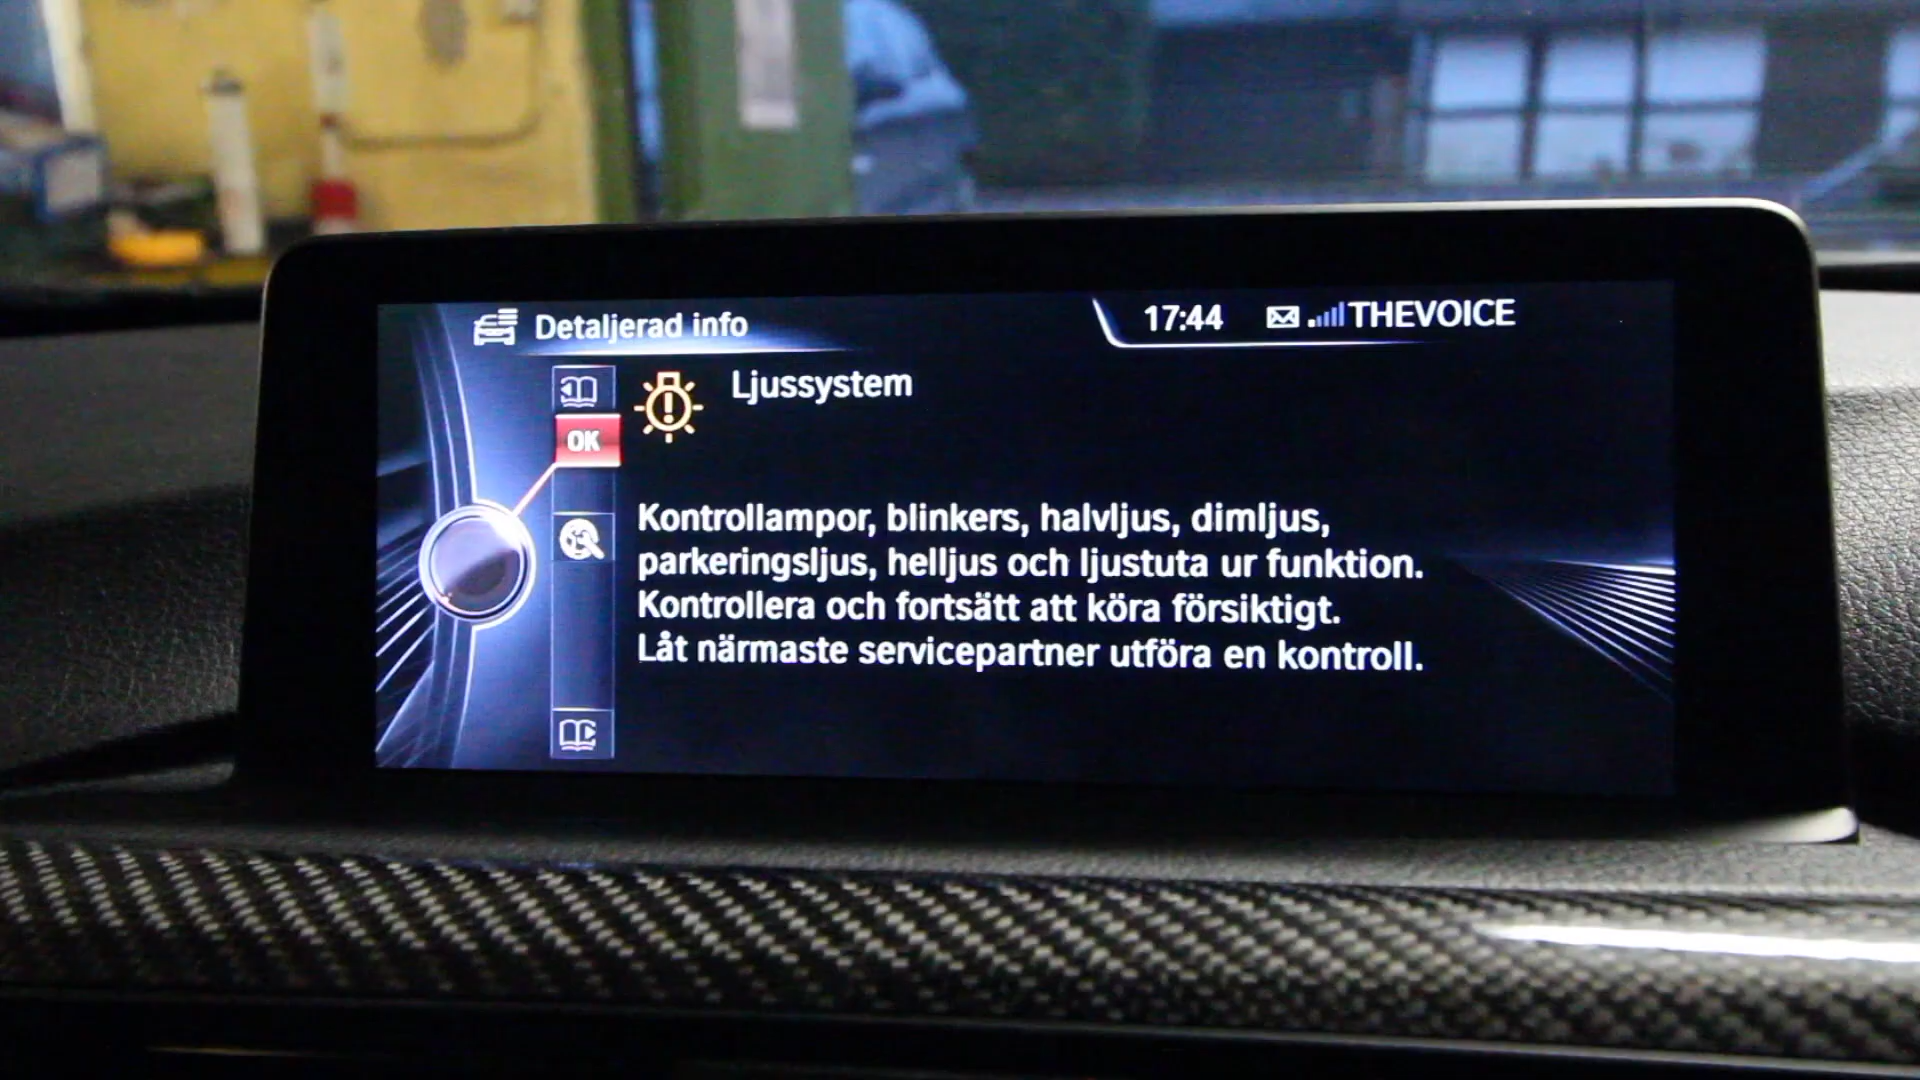 Detaljerad info
17:44 THEVOICE
Ljussystem
OK
Kontrollampor, blinkers, halvljus, dimljus,
parkeringsljus, helljus och ljustuta ur funktion.
Kontrollera och fortsätt att köra försiktigt.
Låt närmaste servicepartner utföra en kontroll.